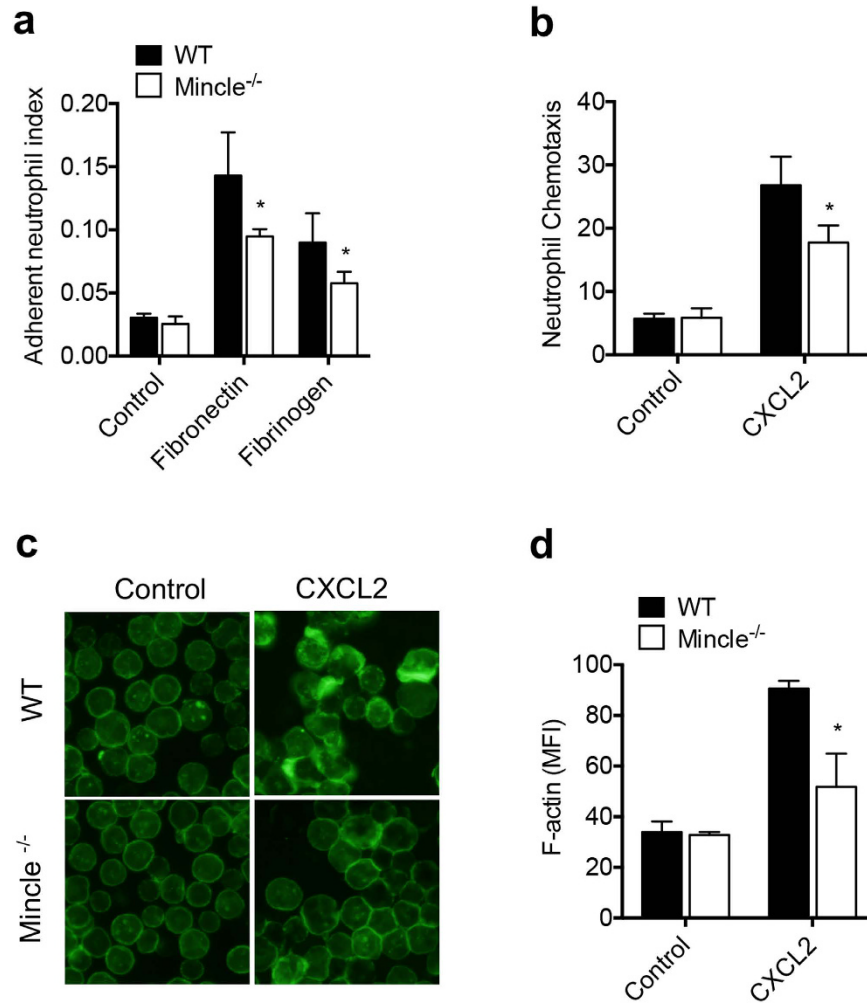 a
WT
Mincle-/-
Adherent neutrophil index
0.20
0.15
0.10
0.05
0.00
*
*
Control
Fibronectin
Fibrinogen
b
Neutrophil Chemotaxis
40
30
20
10
0
*
Control
CXCL2
c
Control
CXCL2
WT
Mincle -/-
d
WT
Mincle-/-
F-actin (MFI)
100
80
60
40
20
0
*
Control
CXCL2